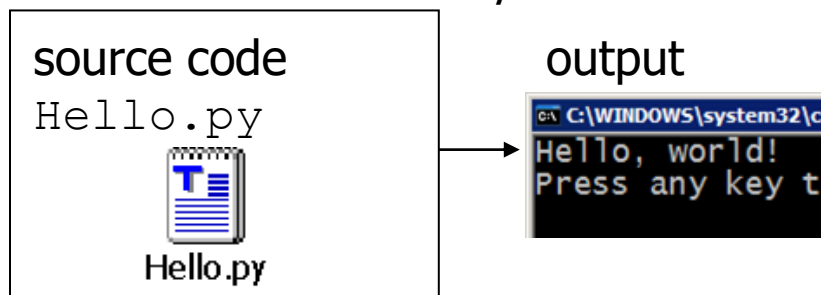 source code
Hello.py
Hello.py
output
C:\WINDOWS\system32\c
Hello, world!
Press any key t